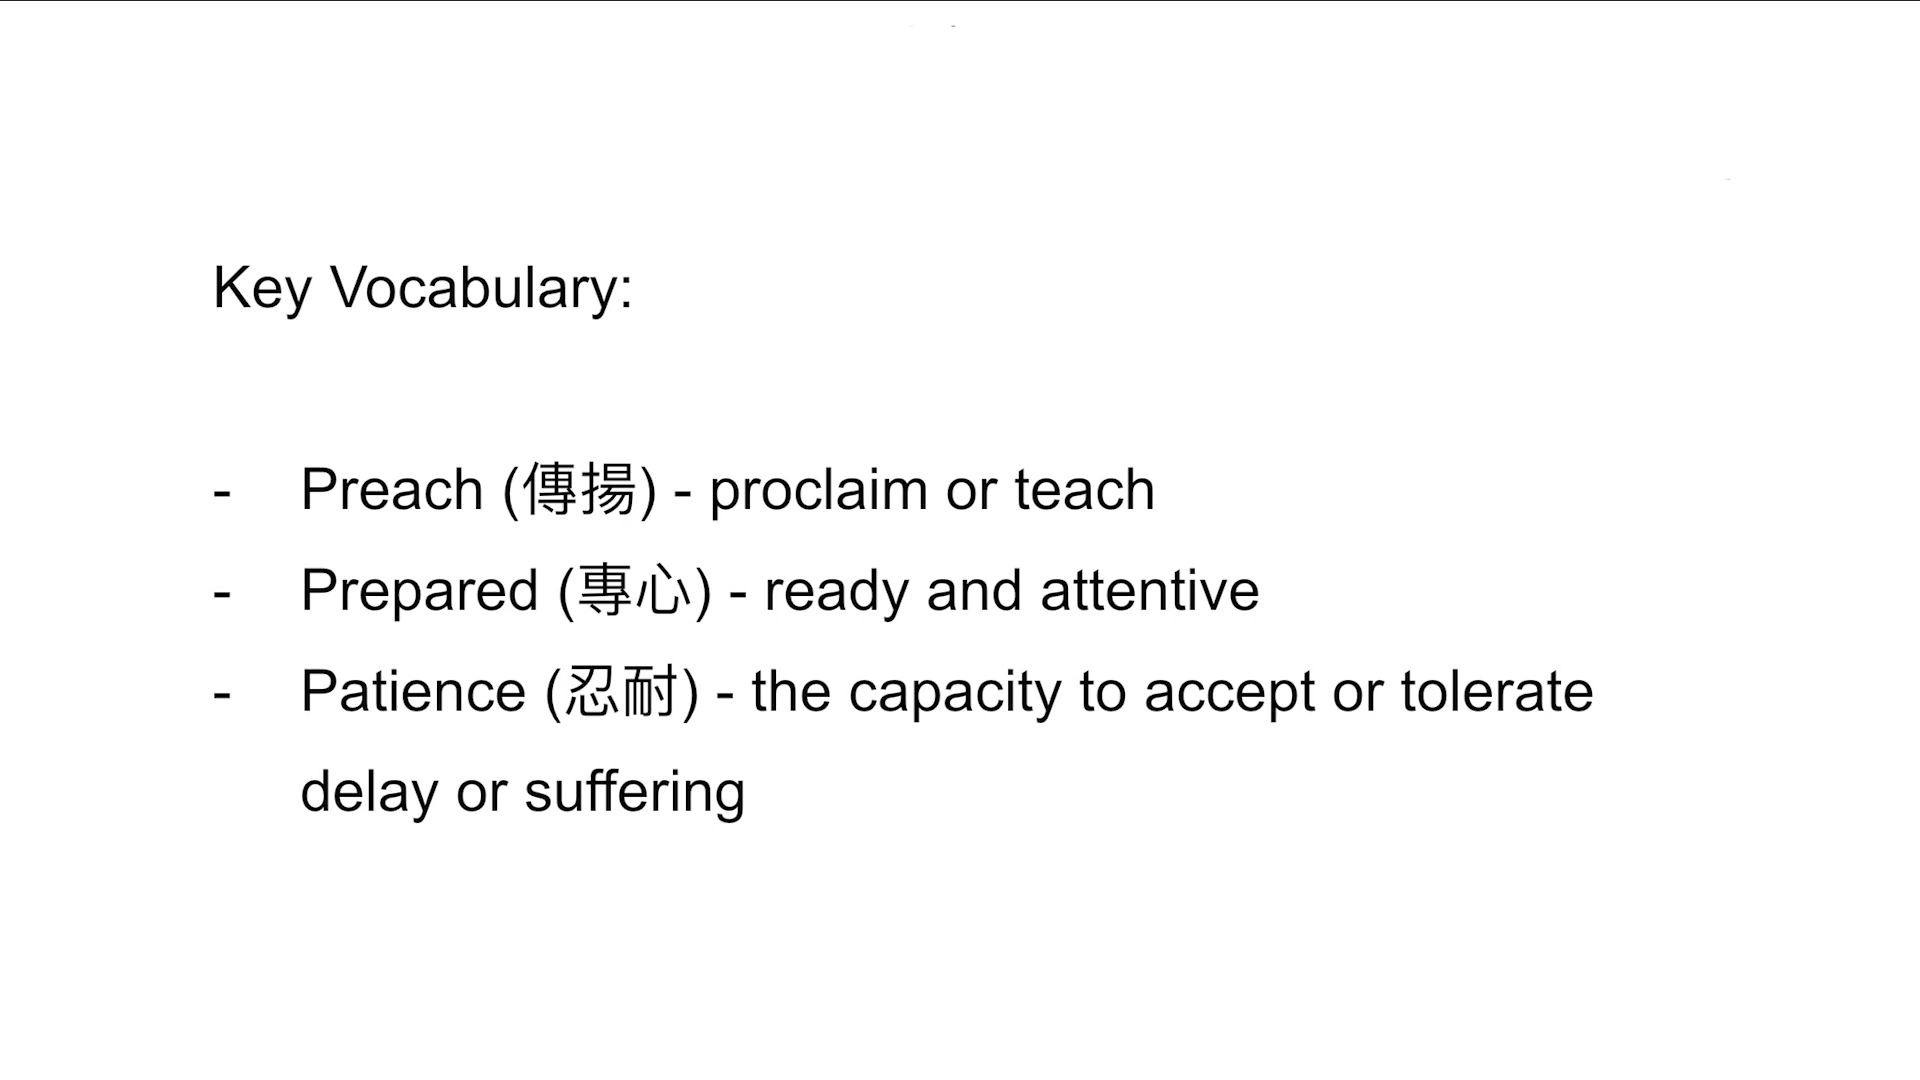 Key Vocabulary:
- Preach (傳揚) - proclaim or teach
- Prepared (專心) - ready and attentive
- Patience (忍耐) - the capacity to accept or tolerate
delay or suffering